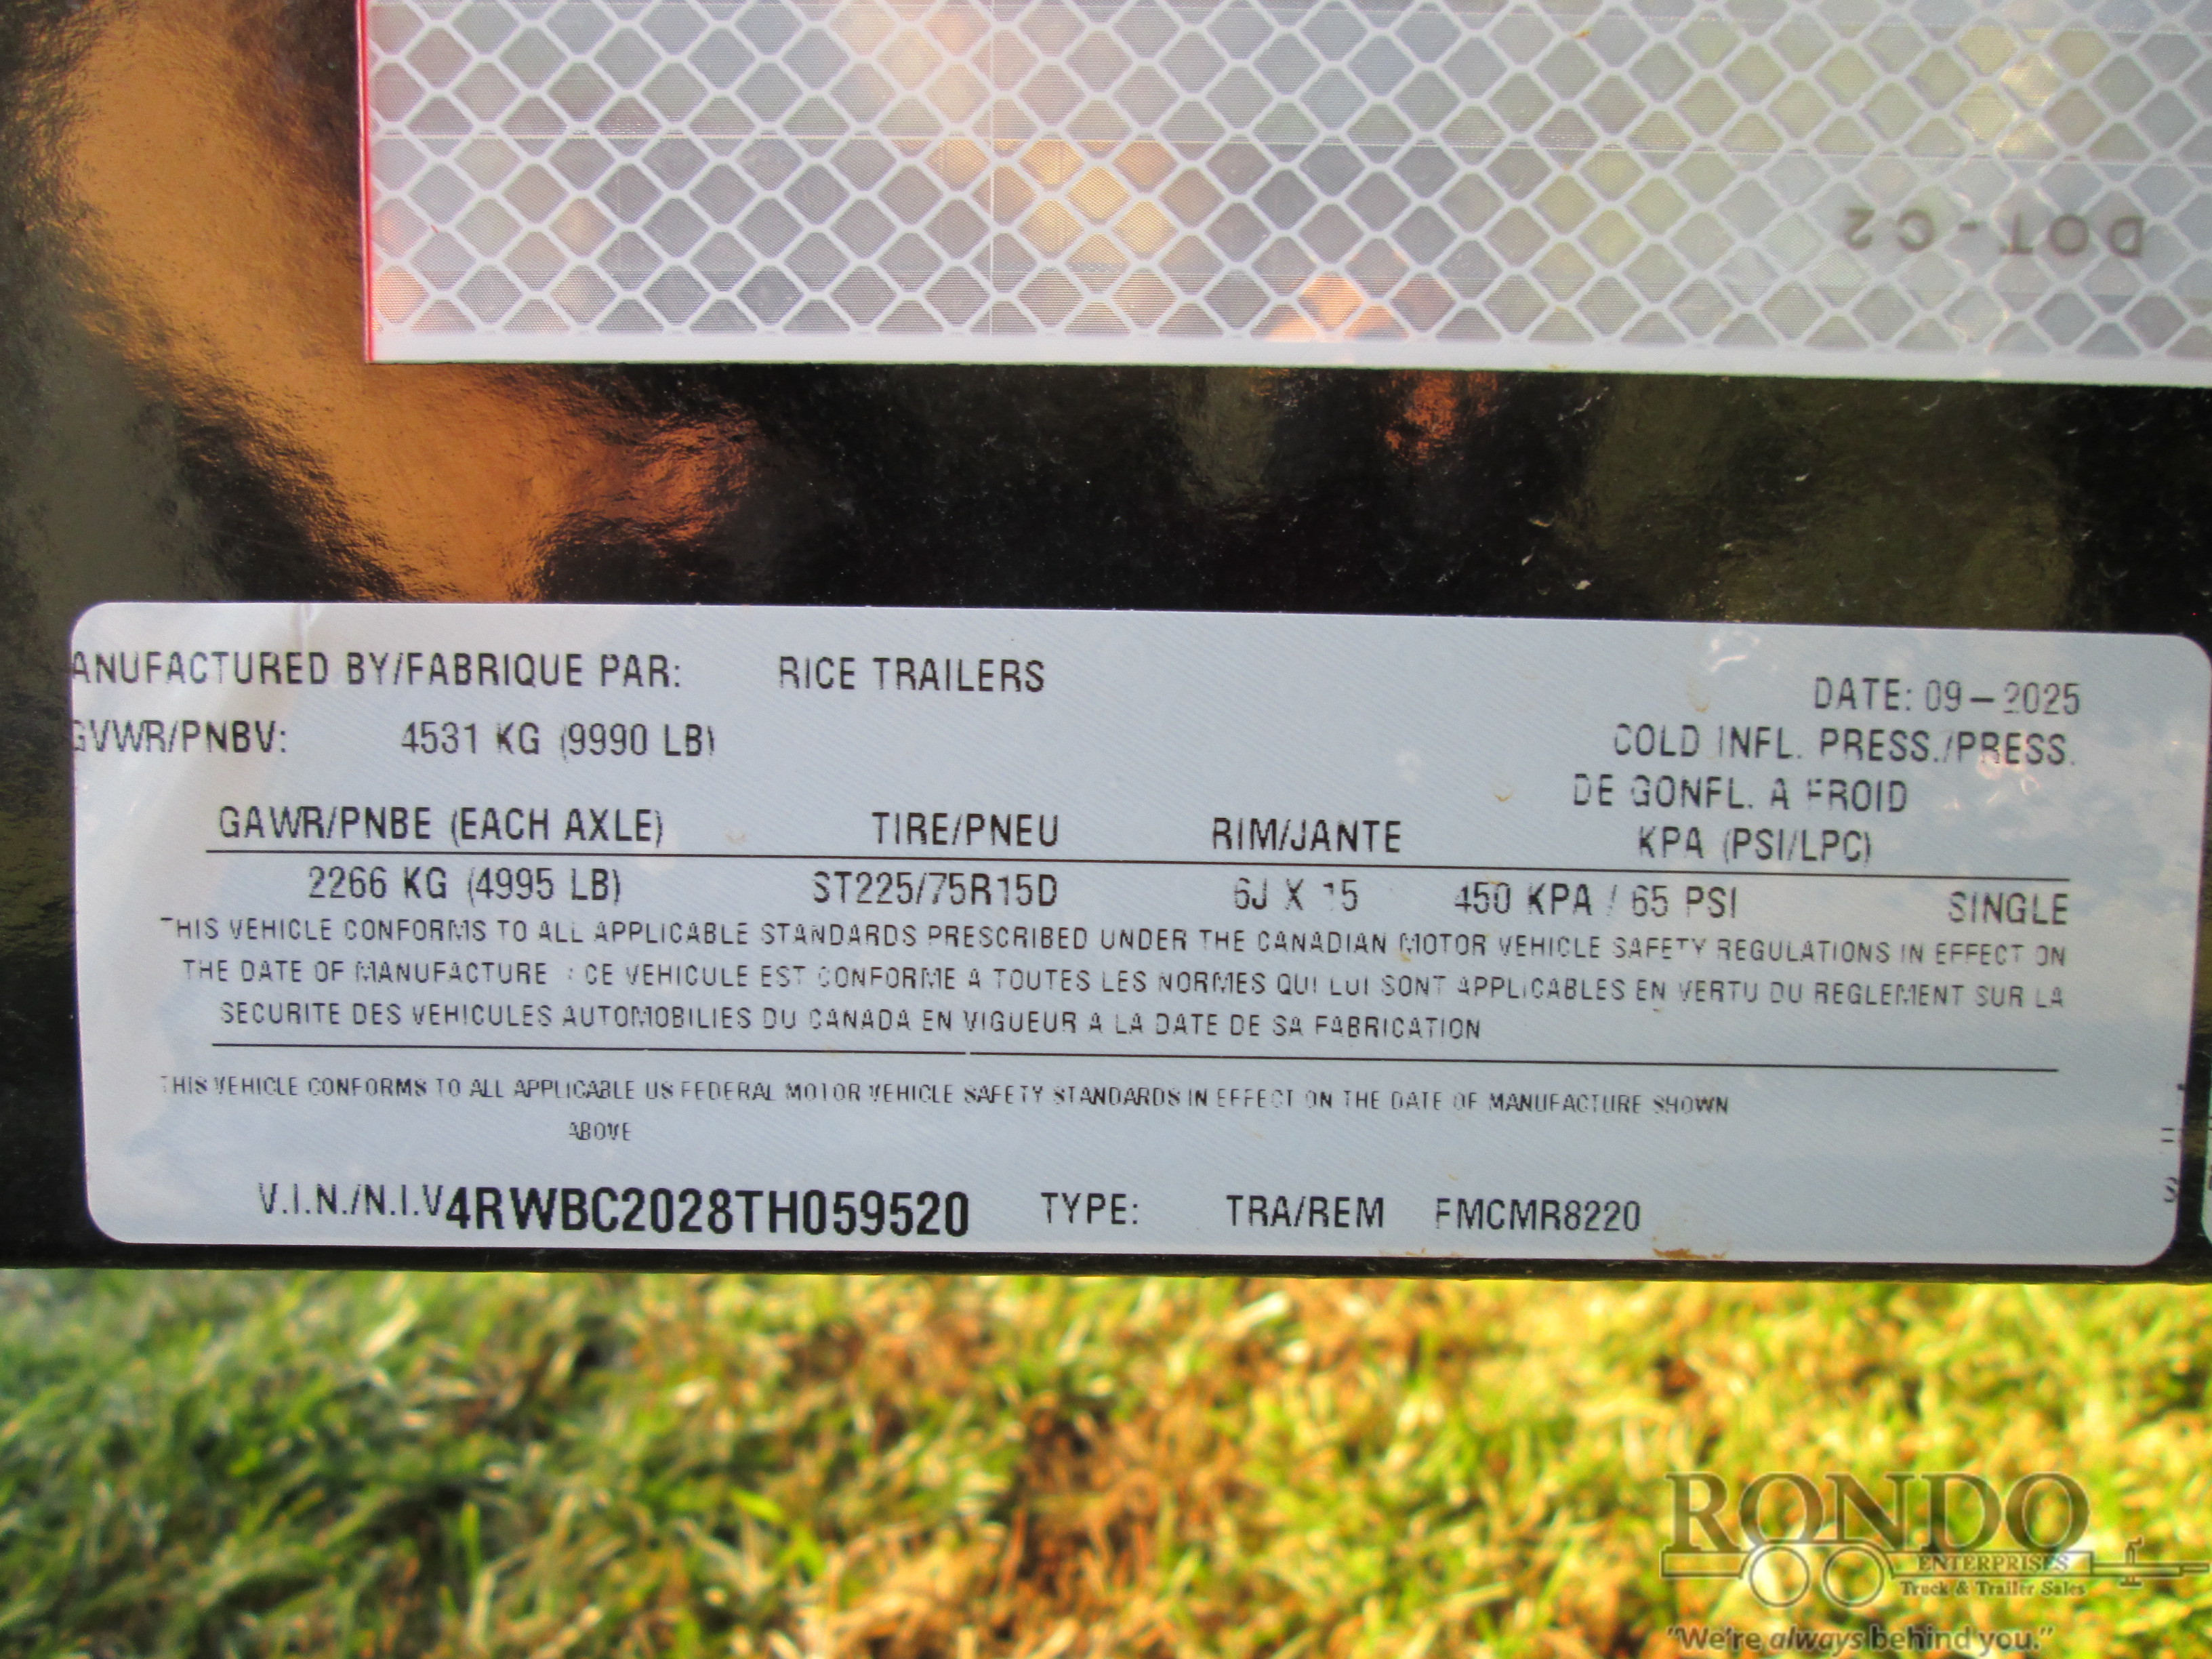 DOT-C2
ANUFACTURED BY/FABRIQUE PAR: RICE TRAILERS
DATE: 09-2025
GVWR/PNBV: 4531 KG (9990 LB)
COLD INFL. PRESS./PRESS.
DE GONFL. A FROID
GAWR/PNBE (EACH AXLE) TIRE/PNEU RIM/JANTE KPA (PSI/LPC)
2266 KG (4995 LB) ST225/75R15D 6J X 15 450 KPA / 65 PSI SINGLE
THIS VEHICLE CONFORMS TO ALL APPLICABLE STANDARDS PRESCRIBED UNDER THE CANADIAN MOTOR VEHICLE SAFETY REGULATIONS IN EFFECT ON
THE DATE OF MANUFACTURE : CE VEHICULE EST CONFORME A TOUTES LES NORMES QUI LUI SONT APPLICABLES EN VERTU DU REGLEMENT SUR LA
SECURITE DES VEHICULES AUTOMOBILIES DU CANADA EN VIGUEUR A LA DATE DE SA FABRICATION
THIS VEHICLE CONFORMS TO ALL APPLICABLE US FEDERAL MOTOR VEHICLE SAFETY STANDARDS IN EFFECT ON THE DATE OF MANUFACTURE SHOWN
ABOVE
V.I.N./N.I.V 4RWBC2028TH059520 TYPE: TRA/REM FMCMR8220
RONDO
ENTERPRISES
Truck & Trailer Sales
"We're always behind you."